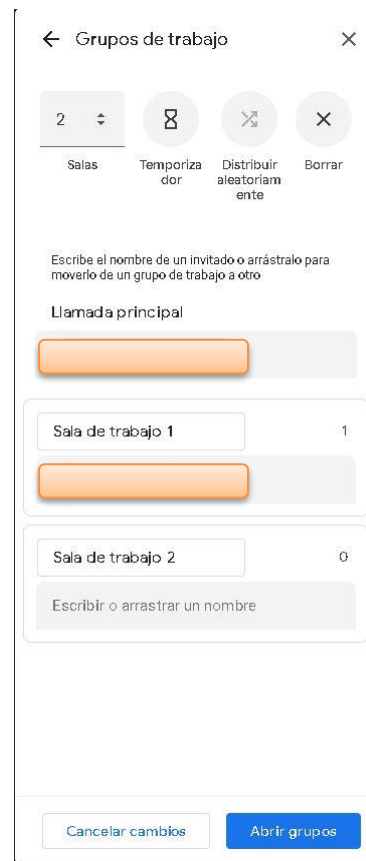 Grupos de trabajo
2
Salas
Temporiza
dor
Distribuir
aleatoriam
ente
Borrar
Escribe el nombre de un invitado o arrástralo para
moverlo de un grupo de trabajo a otro
Llamada principal
Sala de trabajo 1
1
Sala de trabajo 2
0
Escribir o arrastrar un nombre
Cancelar cambios
Abrir grupos